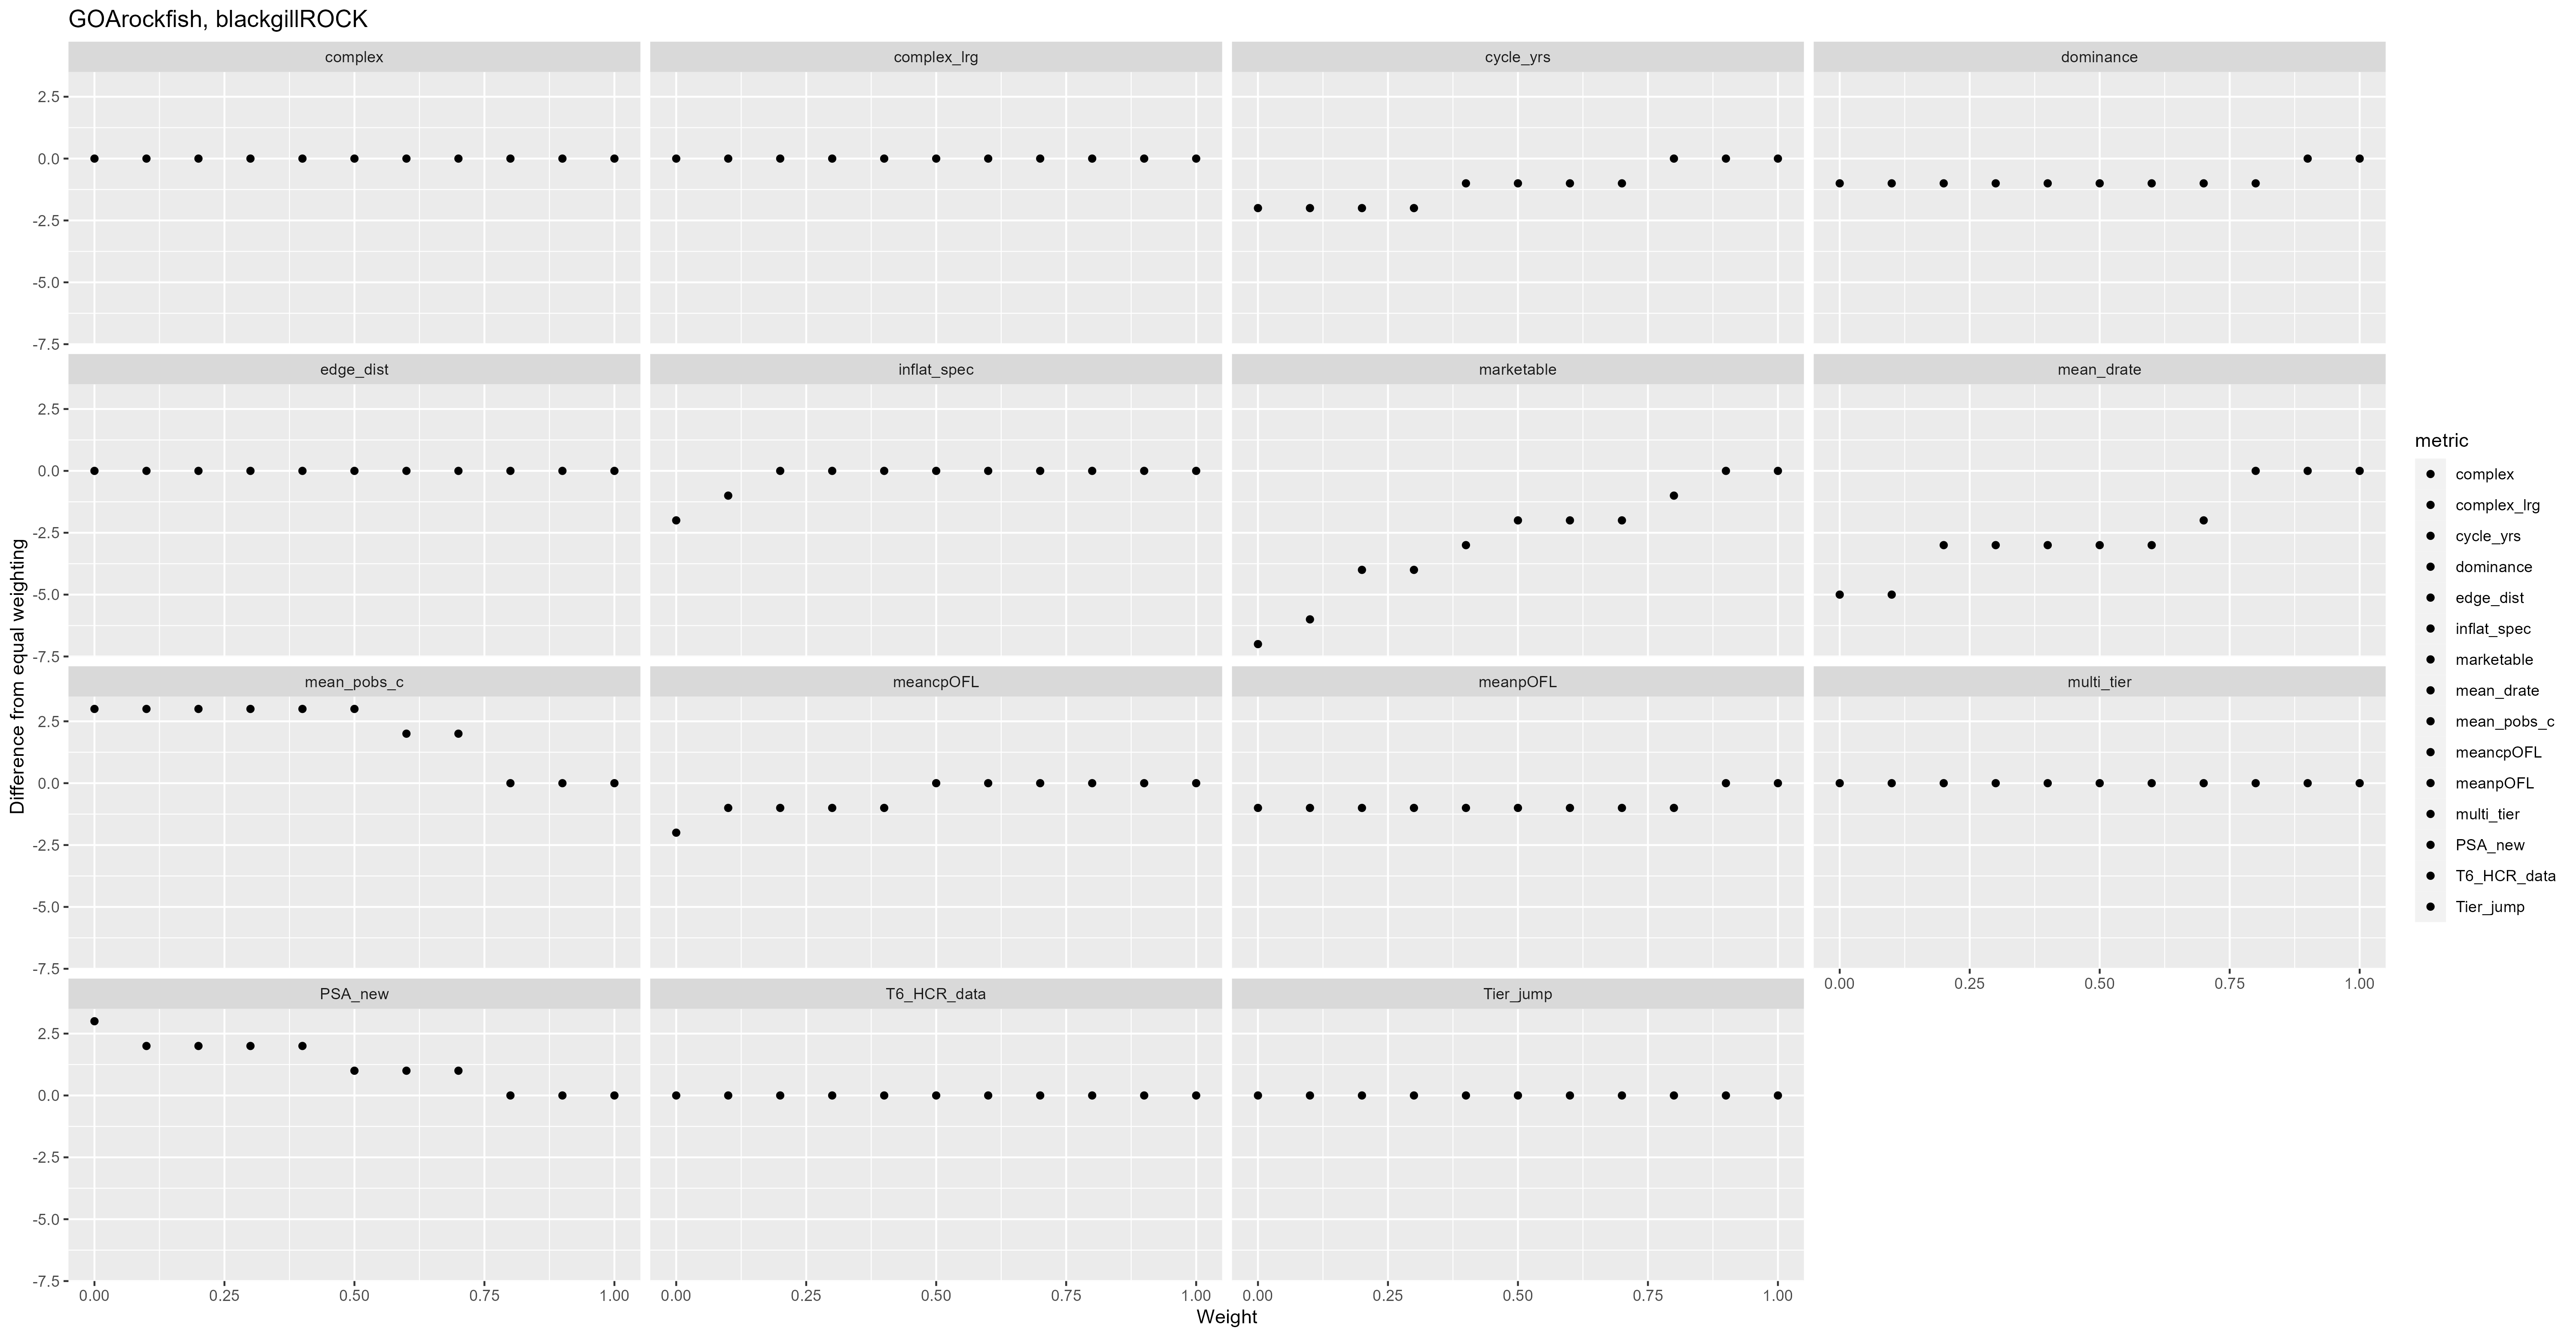 GOArockfish, blackgillROCK
complex
complex_lrg
cycle_yrs
dominance
2.5
0.0
-2.5
-5.0
-7.5
edge_dist
inflat_spec
marketable
mean_drate
2.5
0.0
-2.5
-5.0
-7.5
mean_pobs_c
meancpOFL
meanpOFL
multi_tier
2.5
0.0
-2.5
-5.0
-7.5
0.00 0.25 0.50 0.75 1.00
PSA_new
T6_HCR_data
Tier_jump
2.5
0.0
-2.5
-5.0
-7.5
0.00 0.25 0.50 0.75 1.00
0.00 0.25 0.50 0.75 1.00
0.00 0.25 0.50 0.75 1.00
Weight
Difference from equal weighting
metric
complex
complex_lrg
cycle_yrs
dominance
edge_dist
inflat_spec
marketable
mean_drate
mean_pobs_c
meancpOFL
meanpOFL
multi_tier
PSA_new
T6_HCR_data
Tier_jump